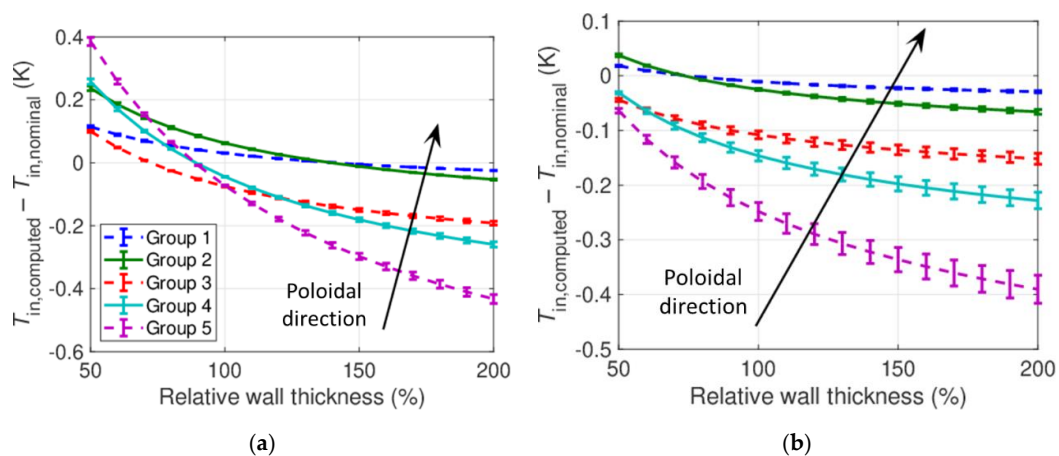 T_in,computed − T_in,nominal (K)
0.4
0.2
0
-0.2
-0.4
-0.6
Group 1
Group 2
Group 3
Group 4
Group 5
Poloidal
direction
50
100
150
200
Relative wall thickness (%)
(a)
T_in,computed − T_in,nominal (K)
0.1
0
-0.1
-0.2
-0.3
-0.4
-0.5
Poloidal
direction
50
100
150
200
Relative wall thickness (%)
(b)